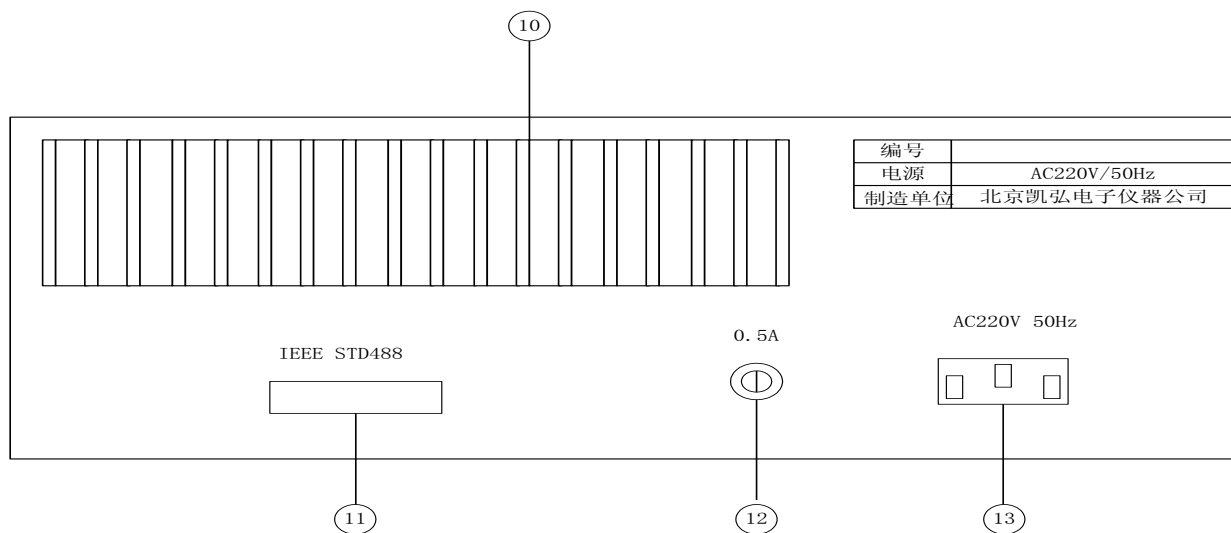 10
编号
电源 AC220V/50Hz
制造单位 北京凯弘电子仪器公司
AC220V 50Hz
0.5A
IEEE STD488
11
12
13